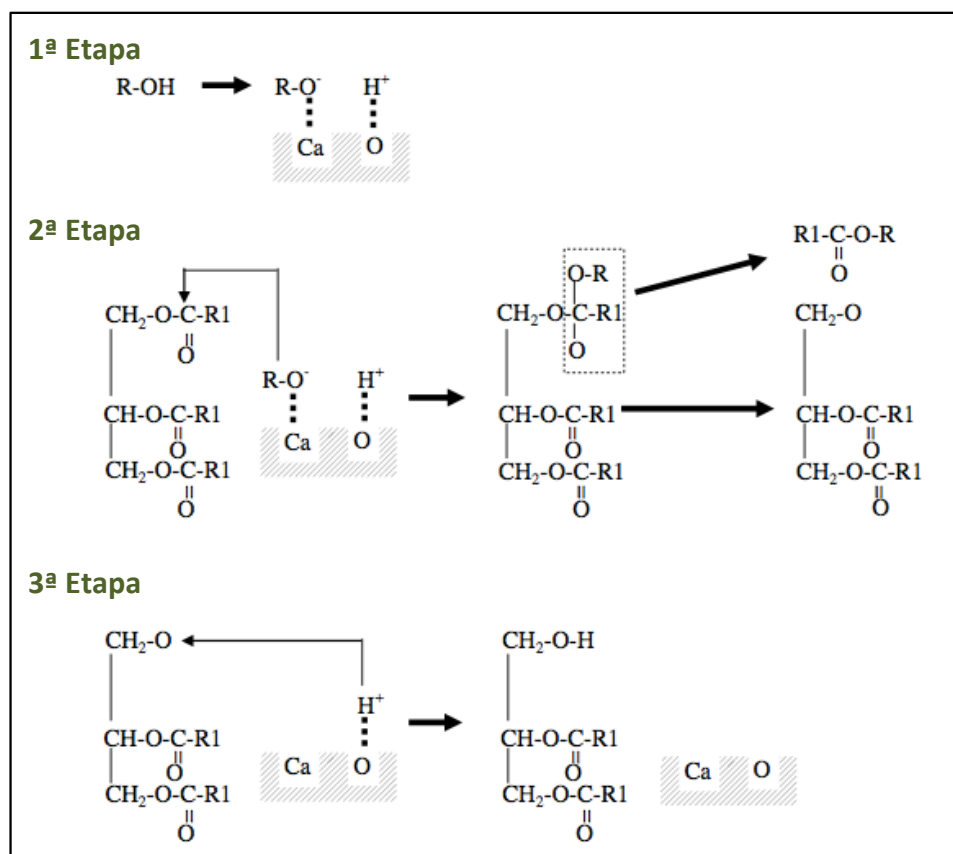 1ª Etapa
R-OH R-O⁻ H⁺
Ca O
2ª Etapa
R1-C-O-R
O
O-R
CH₂-O-C-R1 CH₂-O-C-R1 CH₂-O
O O
R-O⁻ H⁺
CH-O-C-R1 CH-O-C-R1 CH-O-C-R1
O Ca O O O
CH₂-O-C-R1 CH₂-O-C-R1 CH₂-O-C-R1
O O O
3ª Etapa
CH₂-O CH₂-O-H
H⁺
CH-O-C-R1 CH-O-C-R1
O Ca O O Ca O
CH₂-O-C-R1 CH₂-O-C-R1
O O